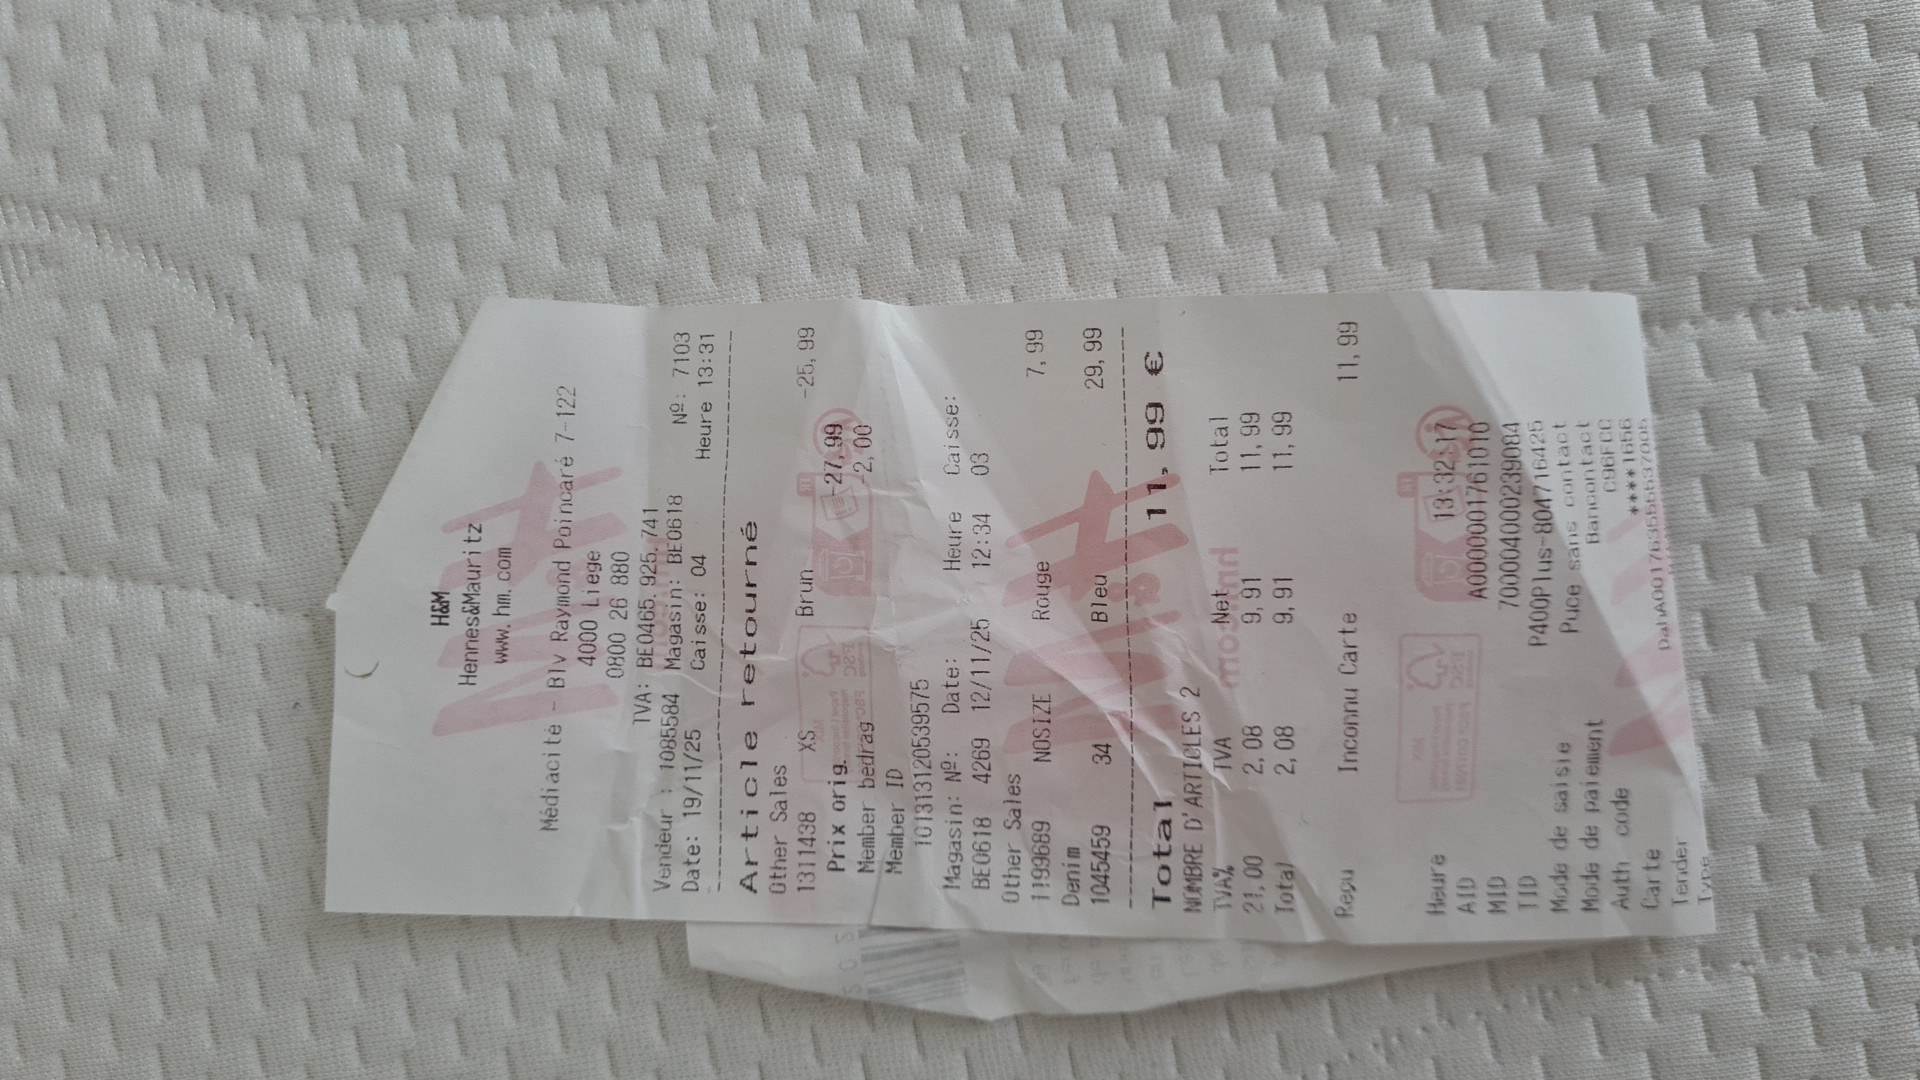 H&M
Hennes&Mauritz
www.hm.com
Médiacité - Blv Raymond Poincaré 7-122
4000 Liege
0800 26 880
TVA: BE0465.925.741
Vendeur : 1085584 Magasin: BE0618 Nº: 7103
Date: 19/11/25 Caisse: 04 Heure 13:31
Article retourné
Other Sales
1311438 XS Brun -25,99
Prix orig. -27,99
Member bedrag -2,00
Member ID
1013131205395​75
Magasin: Nº: Date: Heure Caisse:
BE0618 4269 12/11/25 12:34 03
Other Sales
1199689 NOSIZE Rouge 7,99
Denim
1045459 34 Bleu 29,99
Total 11,99 €
NOMBRE D'ARTICLES 2
TVA% TVA Net Total
21,00 2,08 9,91 11,99
Total 2,08 9,91 11,99
Reçu Inconnu Carte 11,99
Heure 13:32:17
AID A0000001761010
MID 700004000239084
TID P400Plus-804716425
Mode de saisie Puce sans contact
Mode de paiement Bancontact
Auth code C96FCC
Carte ****1656
Tender
Type